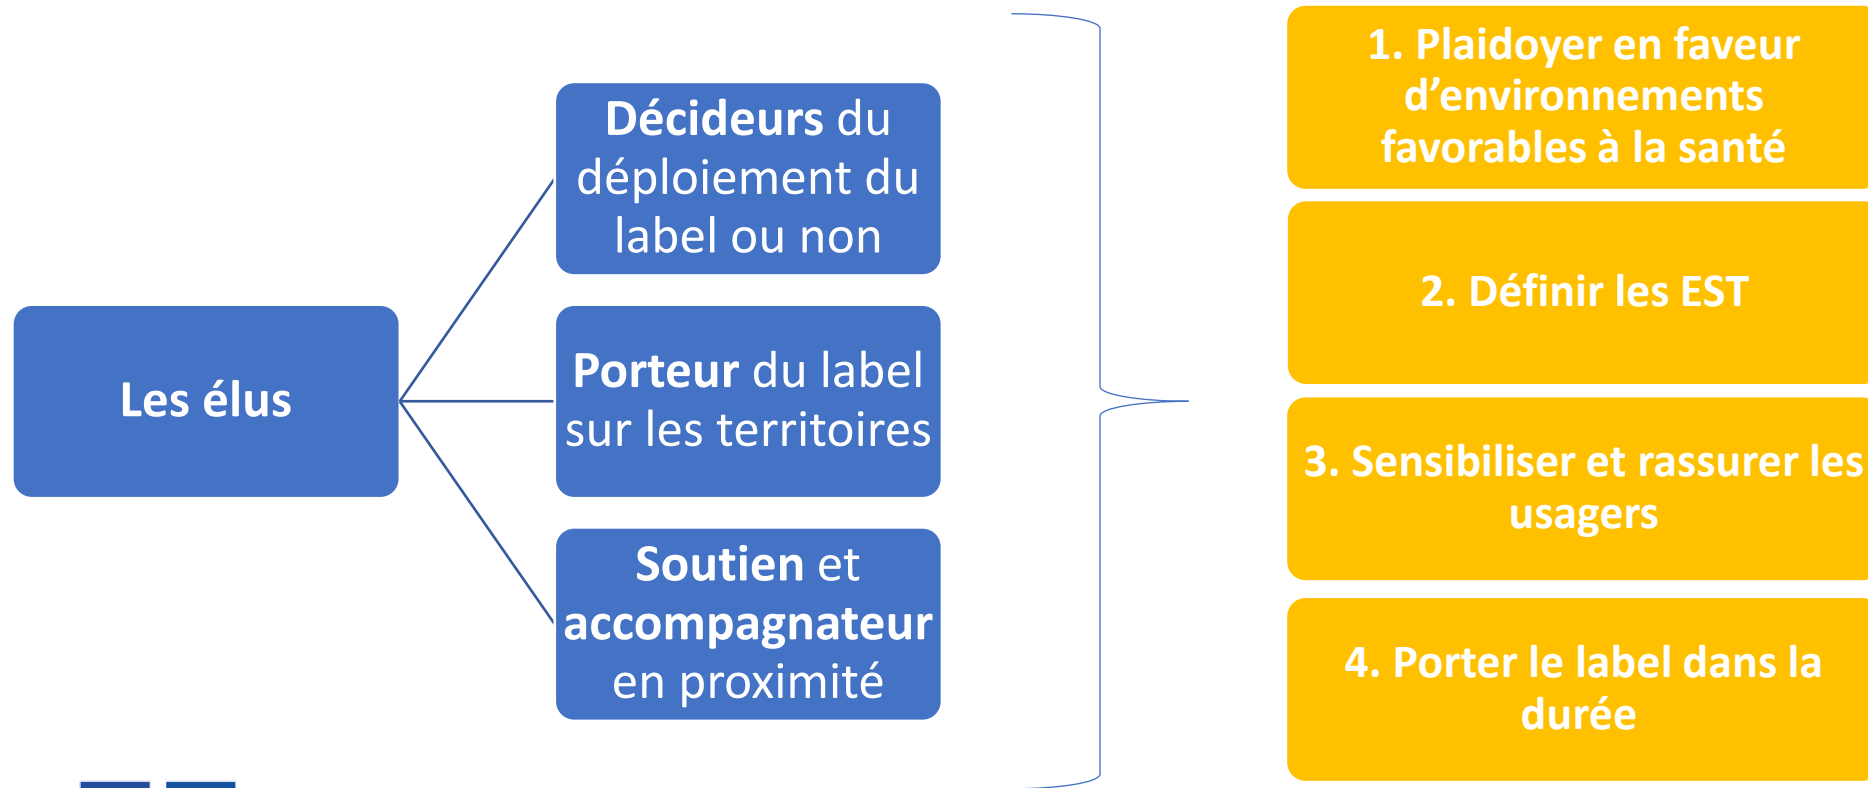 Les élus
Décideurs du
déploiement du
label ou non
Porteur du label
sur les territoires
Soutien et
accompagnateur
en proximité
1. Plaidoyer en faveur
d’environnements
favorables à la santé
2. Définir les EST
3. Sensibiliser et rassurer les
usagers
4. Porter le label dans la
durée